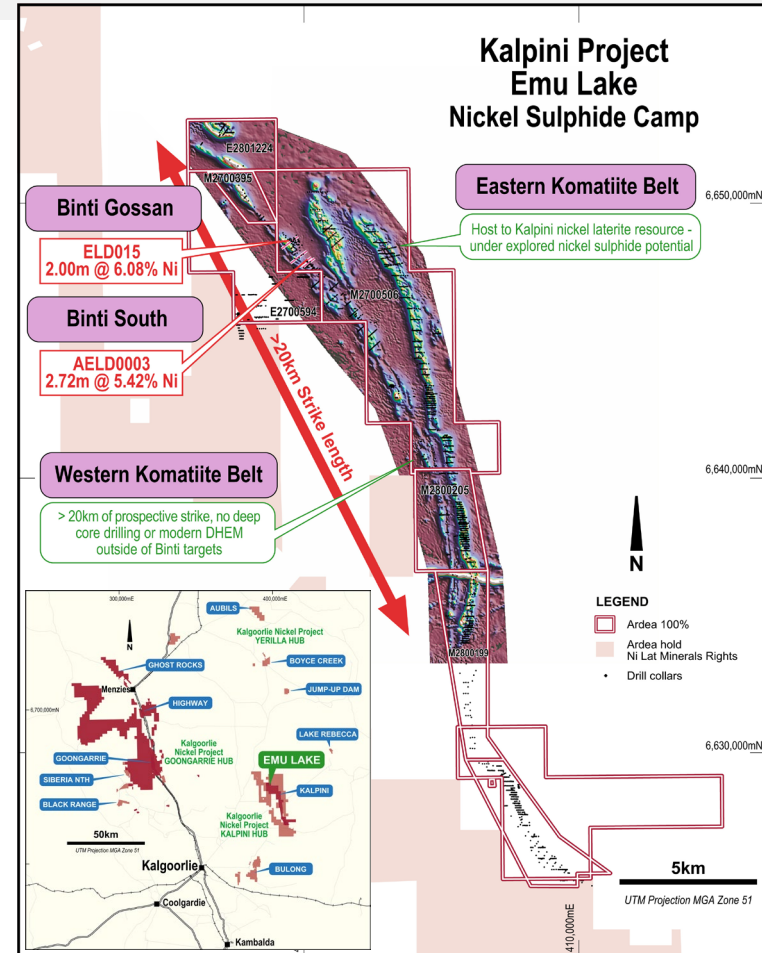 Kalpini Project
Emu Lake
Nickel Sulphide Camp
E2801224
M2700395
Binti Gossan
ELD015
2.00m @ 6.08% Ni
Eastern Komatiite Belt
Host to Kalpini nickel laterite resource -
under explored nickel sulphide potential
6,650,000mN
M2700506
E2700594
Binti South
AELD0003
2.72m @ 5.42% Ni
>20km Strike length
Western Komatiite Belt
> 20km of prospective strike, no deep
core drilling or modern DHEM
outside of Binti targets
6,640,000mN
M2800205
M2800199
N
LEGEND
Ardea 100%
Ardea hold
Ni Lat Minerals Rights
Drill collars
6,630,000mN
5km
UTM Projection MGA Zone 51
410,000mE
300,000mE
400,000mE
N
AUBILS
Kalgoorlie Nickel Project
YERILLA HUB
GHOST ROCKS
BOYCE CREEK
Menzies
JUMP-UP DAM
HIGHWAY
6,700,000mN
LAKE REBECCA
Kalgoorlie
Nickel Project
GOONGARRIE HUB
GOONGARRIE
EMU LAKE
SIBERIA NTH
KALPINI
BLACK RANGE
Kalgoorlie
Nickel Project
KALPINI HUB
50km
UTM Projection MGA Zone 51
Kalgoorlie
BULONG
Coolgardie
Kambalda